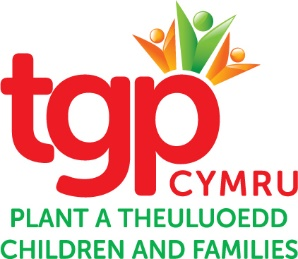 tgp
CYMRU
PLANT A THEULUOEDD
CHILDREN AND FAMILIES